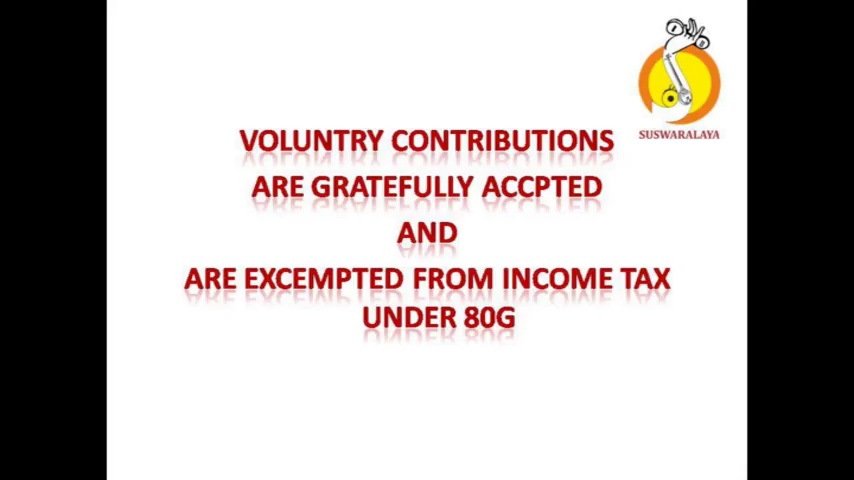 SUSWARALAYA
VOLUNTRY CONTRIBUTIONS
ARE GRATEFULLY ACCPTED
AND
ARE EXCEMPTED FROM INCOME TAX
UNDER 80G